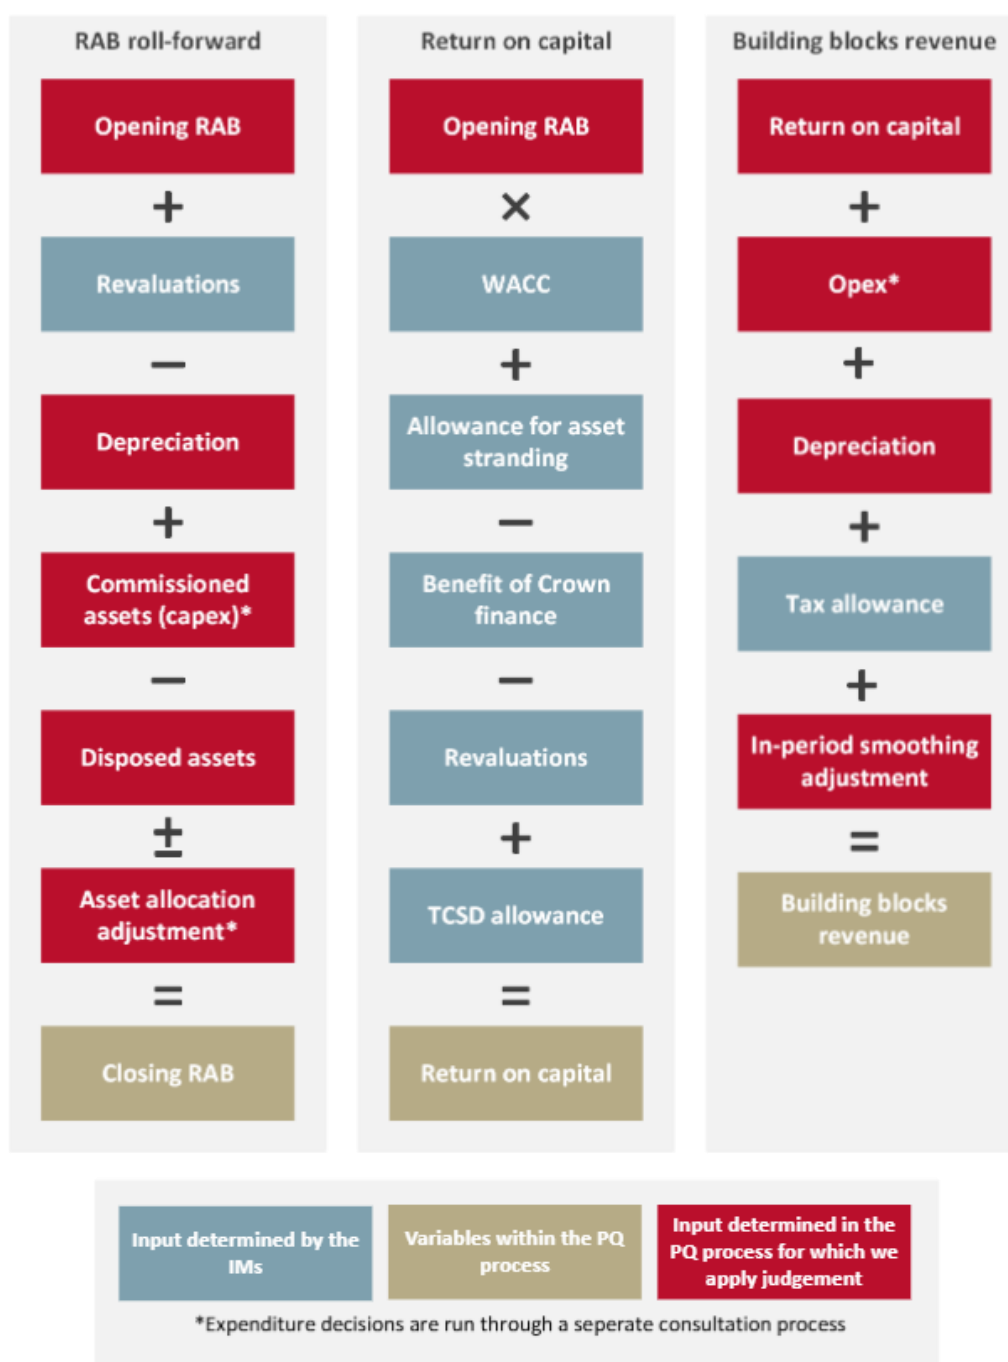 RAB roll-forward
Opening RAB
+
Revaluations
−
Depreciation
+
Commissioned
assets (capex)*
−
Disposed assets
±
Asset allocation
adjustment*
=
Closing RAB
Return on capital
Opening RAB
×
WACC
+
Allowance for asset
stranding
−
Benefit of Crown
finance
−
Revaluations
+
TCSD allowance
=
Return on capital
Building blocks revenue
Return on capital
+
Opex*
+
Depreciation
+
Tax allowance
+
In-period smoothing
adjustment
=
Building blocks
revenue
Input determined by the
IMs
Variables within the PQ
process
Input determined in the
PQ process for which we
apply judgement
*Expenditure decisions are run through a seperate consultation process